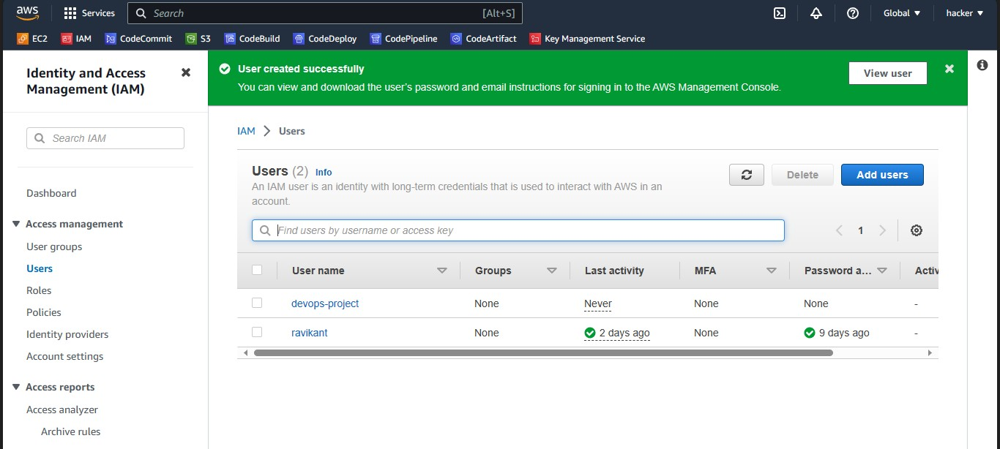 aws
Services
Search [Alt+S]
Global
hacker
EC2 IAM CodeCommit S3 CodeBuild CodeDeploy CodePipeline CodeArtifact Key Management Service
Identity and Access
Management (IAM)
Search IAM
Dashboard
Access management
User groups
Users
Roles
Policies
Identity providers
Account settings
Access reports
Access analyzer
Archive rules
User created successfully
You can view and download the user's password and email instructions for signing in to the AWS Management Console.
View user
IAM > Users
Users (2) Info
An IAM user is an identity with long-term credentials that is used to interact with AWS in an
account.
Delete
Add users
Find users by username or access key
1
User name Groups Last activity MFA Password a... Activ
devops-project None Never None None -
ravikant None 2 days ago None 9 days ago -